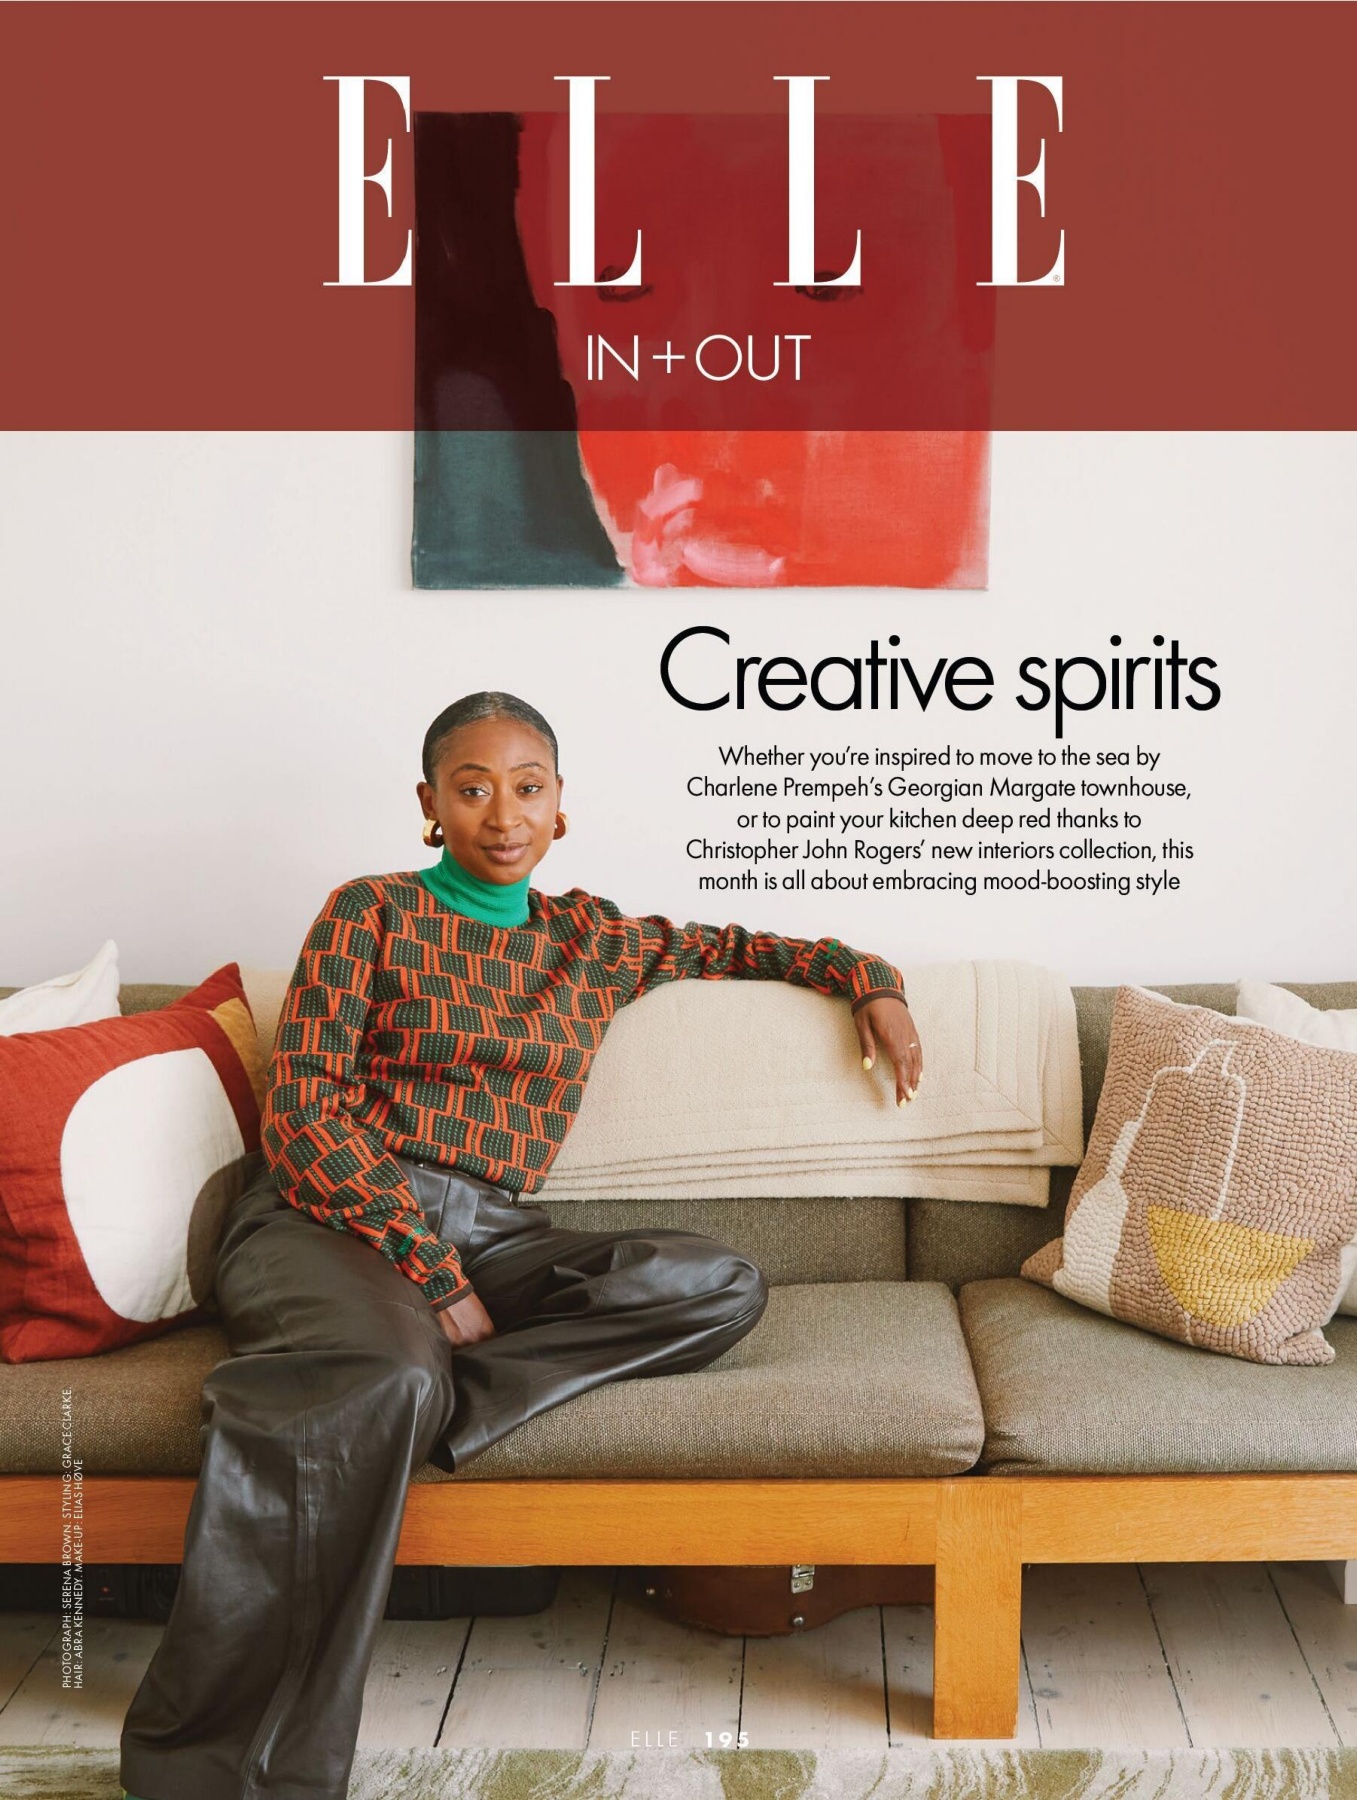 ELLE
IN+OUT
Creative spirits
Whether you're inspired to move to the sea by
Charlene Prempeh's Georgian Margate townhouse,
or to paint your kitchen deep red thanks to
Christopher John Rogers' new interiors collection, this
month is all about embracing mood-boosting style
PHOTOGRAPH: SERENA BROWN. STYLING: GRACE CLARKE.
HAIR: ABRA KENNEDY. MAKE-UP: ELIAS HØVE
ELLE 195